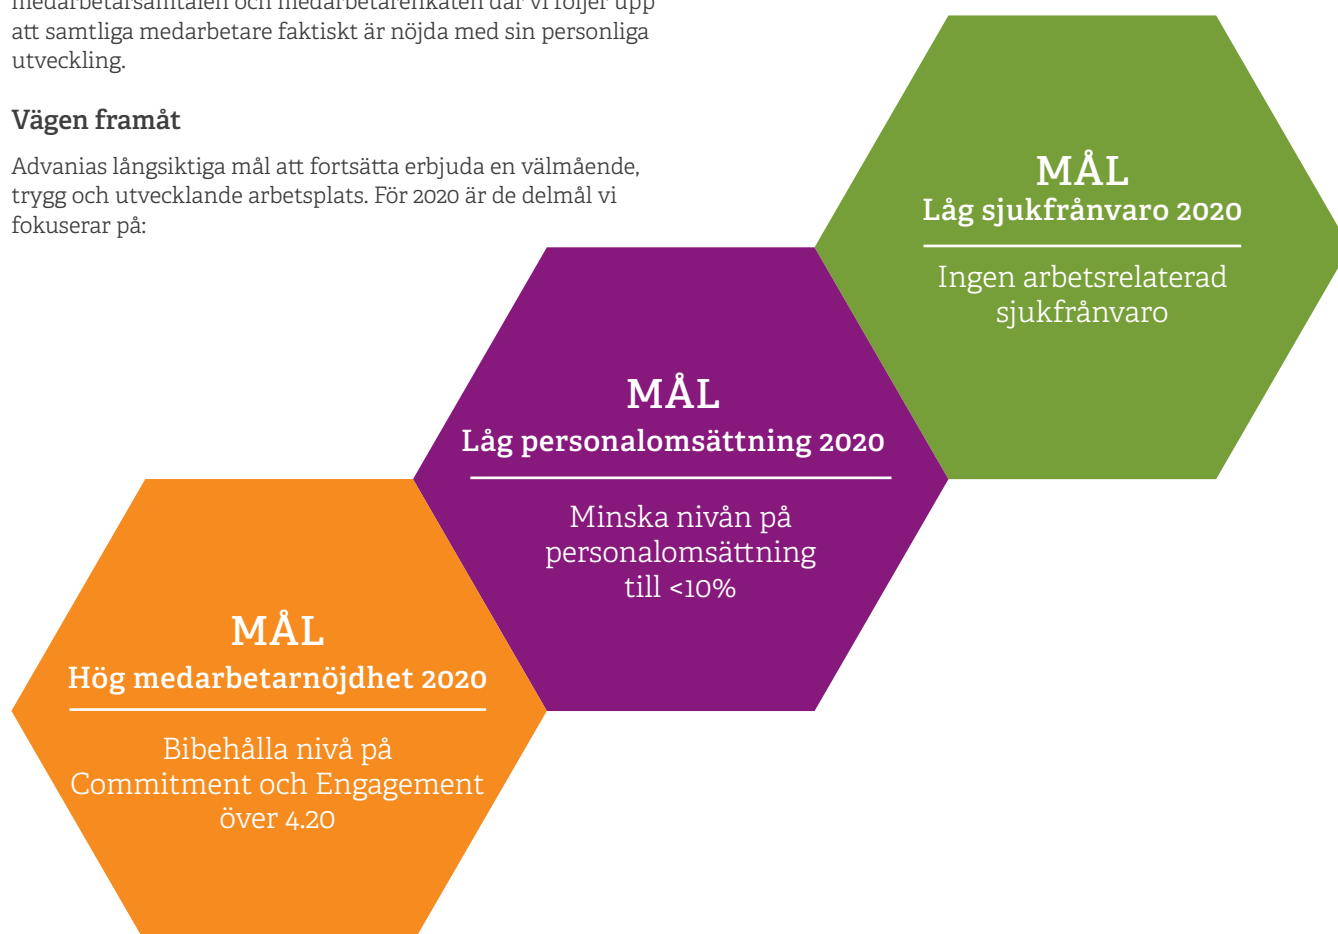 medarbetarsamtalen och medarbetarenkäten där vi följer upp
att samtliga medarbetare faktiskt är nöjda med sin personliga
utveckling.
Vägen framåt
Advanias långsiktiga mål att fortsätta erbjuda en välmående,
trygg och utvecklande arbetsplats. För 2020 är de delmål vi
fokuserar på:
MÅL
Låg sjukfrånvaro 2020
Ingen arbetsrelaterad
sjukfrånvaro
MÅL
Låg personalomsättning 2020
Minska nivån på
personalomsättning
till <10%
MÅL
Hög medarbetarnöjdhet 2020
Bibehålla nivå på
Commitment och Engagement
över 4.20